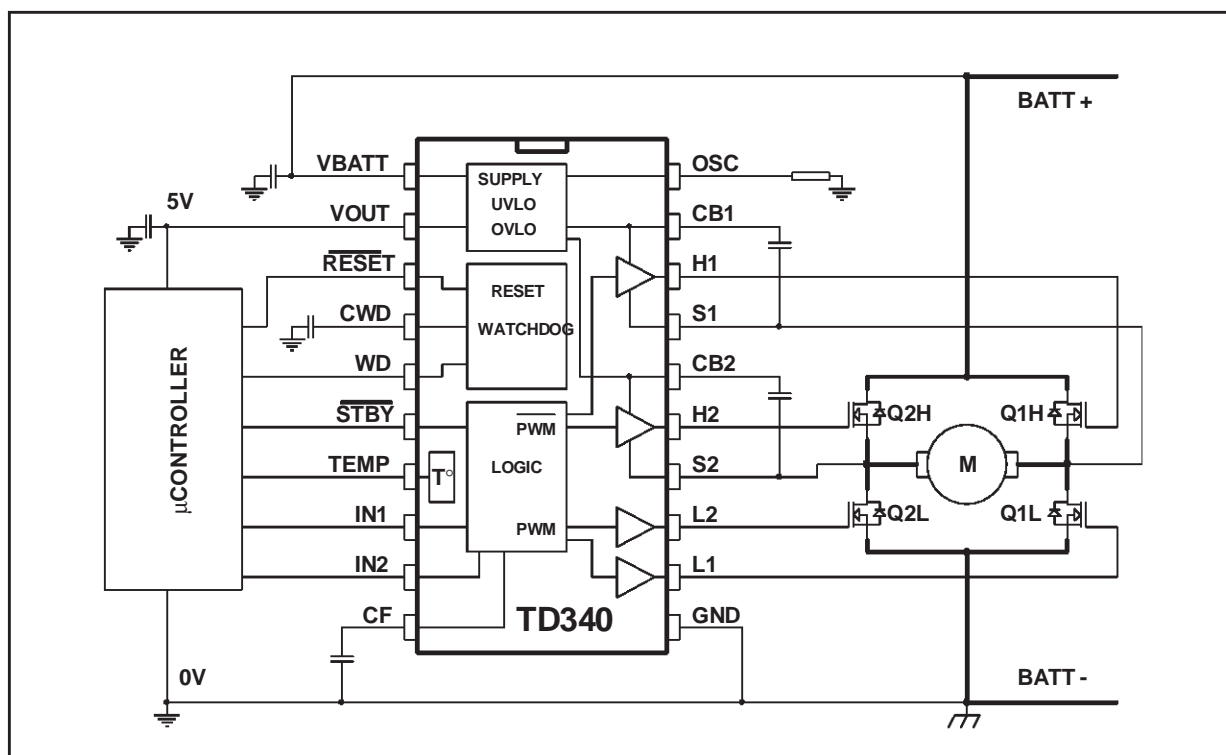 BATT +
VBATT
SUPPLY
UVLO
OVLO
OSC
5V
VOUT
CB1
RESET
RESET
WATCHDOG
H1
CWD
S1
WD
CB2
STBY
PWM
H2
Q2H
Q1H
TEMP
T°
LOGIC
S2
M
µCONTROLLER
IN1
PWM
L2
Q2L
Q1L
IN2
L1
CF
TD340
GND
0V
BATT -